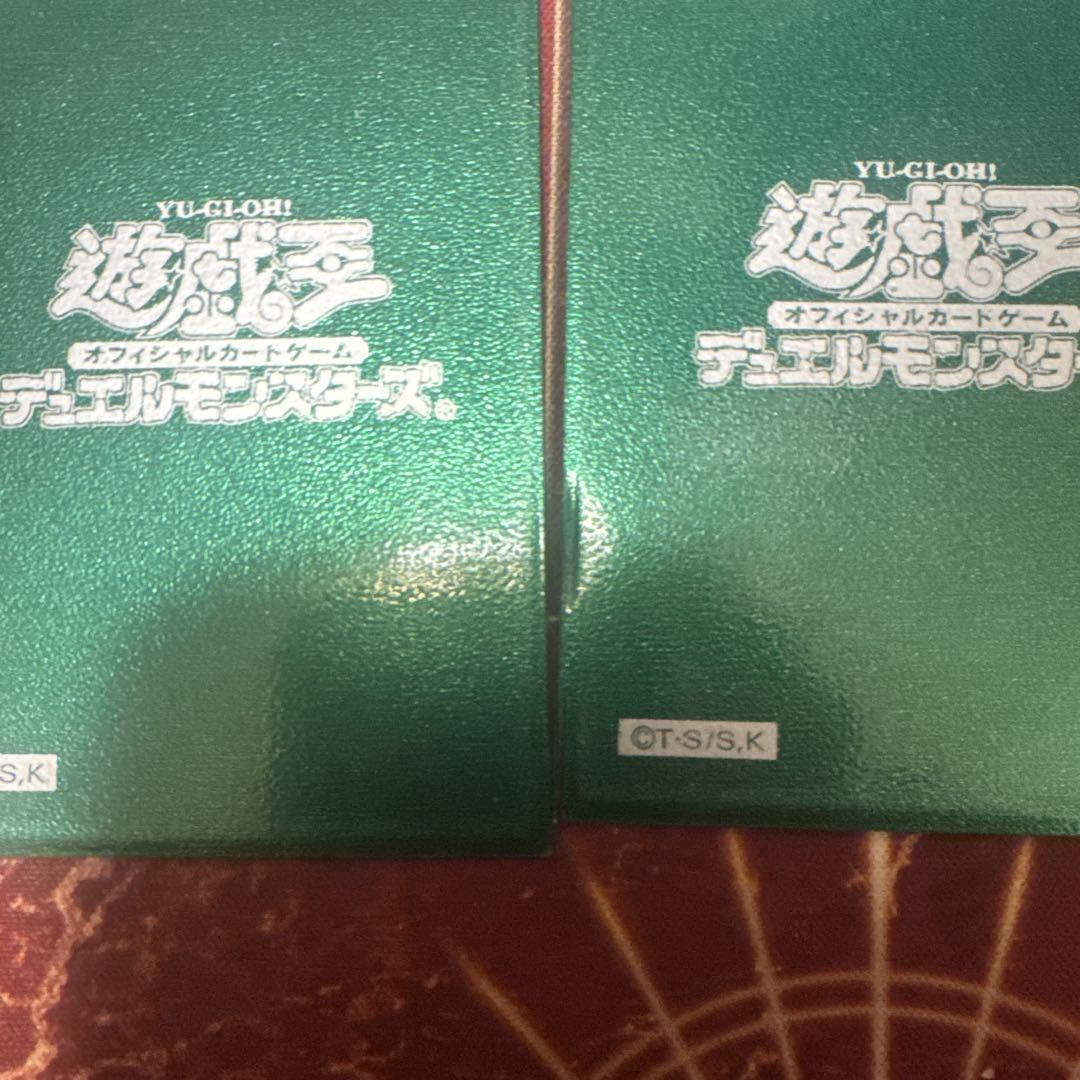 YU-GI-OH!
遊戯王
オフィシャルカードゲーム
デュエルモンスターズ®
S,K
YU-GI-OH!
遊戯王
オフィシャルカードゲーム
デュエルモンスター
©T·S/S,K